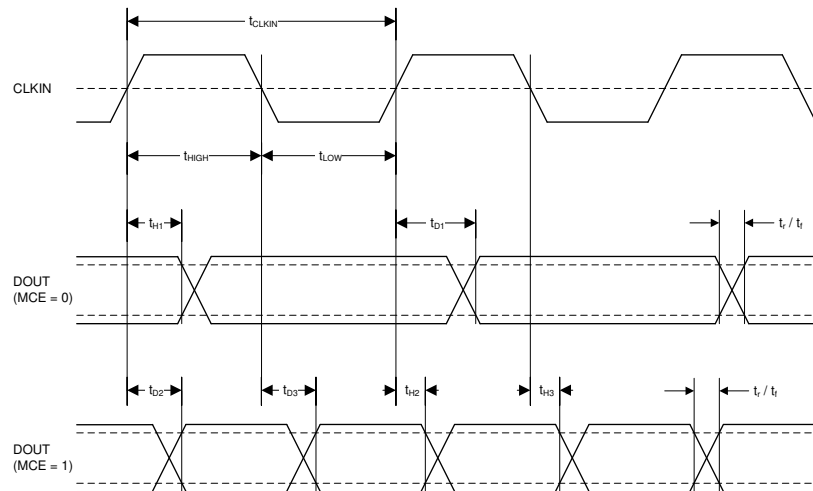 tCLKIN
CLKIN
tHIGH
tLOW
tH1
tD1
tr / tf
DOUT
(MCE = 0)
tD2
tD3
tH2
tH3
tr / tf
DOUT
(MCE = 1)